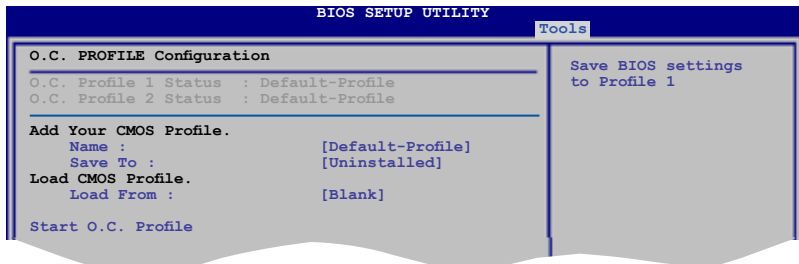 BIOS SETUP UTILITY
Tools
O.C. PROFILE Configuration
O.C. Profile 1 Status : Default-Profile
O.C. Profile 2 Status : Default-Profile
Add Your CMOS Profile.
Name : [Default-Profile]
Save To : [Uninstalled]
Load CMOS Profile.
Load From : [Blank]
Start O.C. Profile
Save BIOS settings
to Profile 1